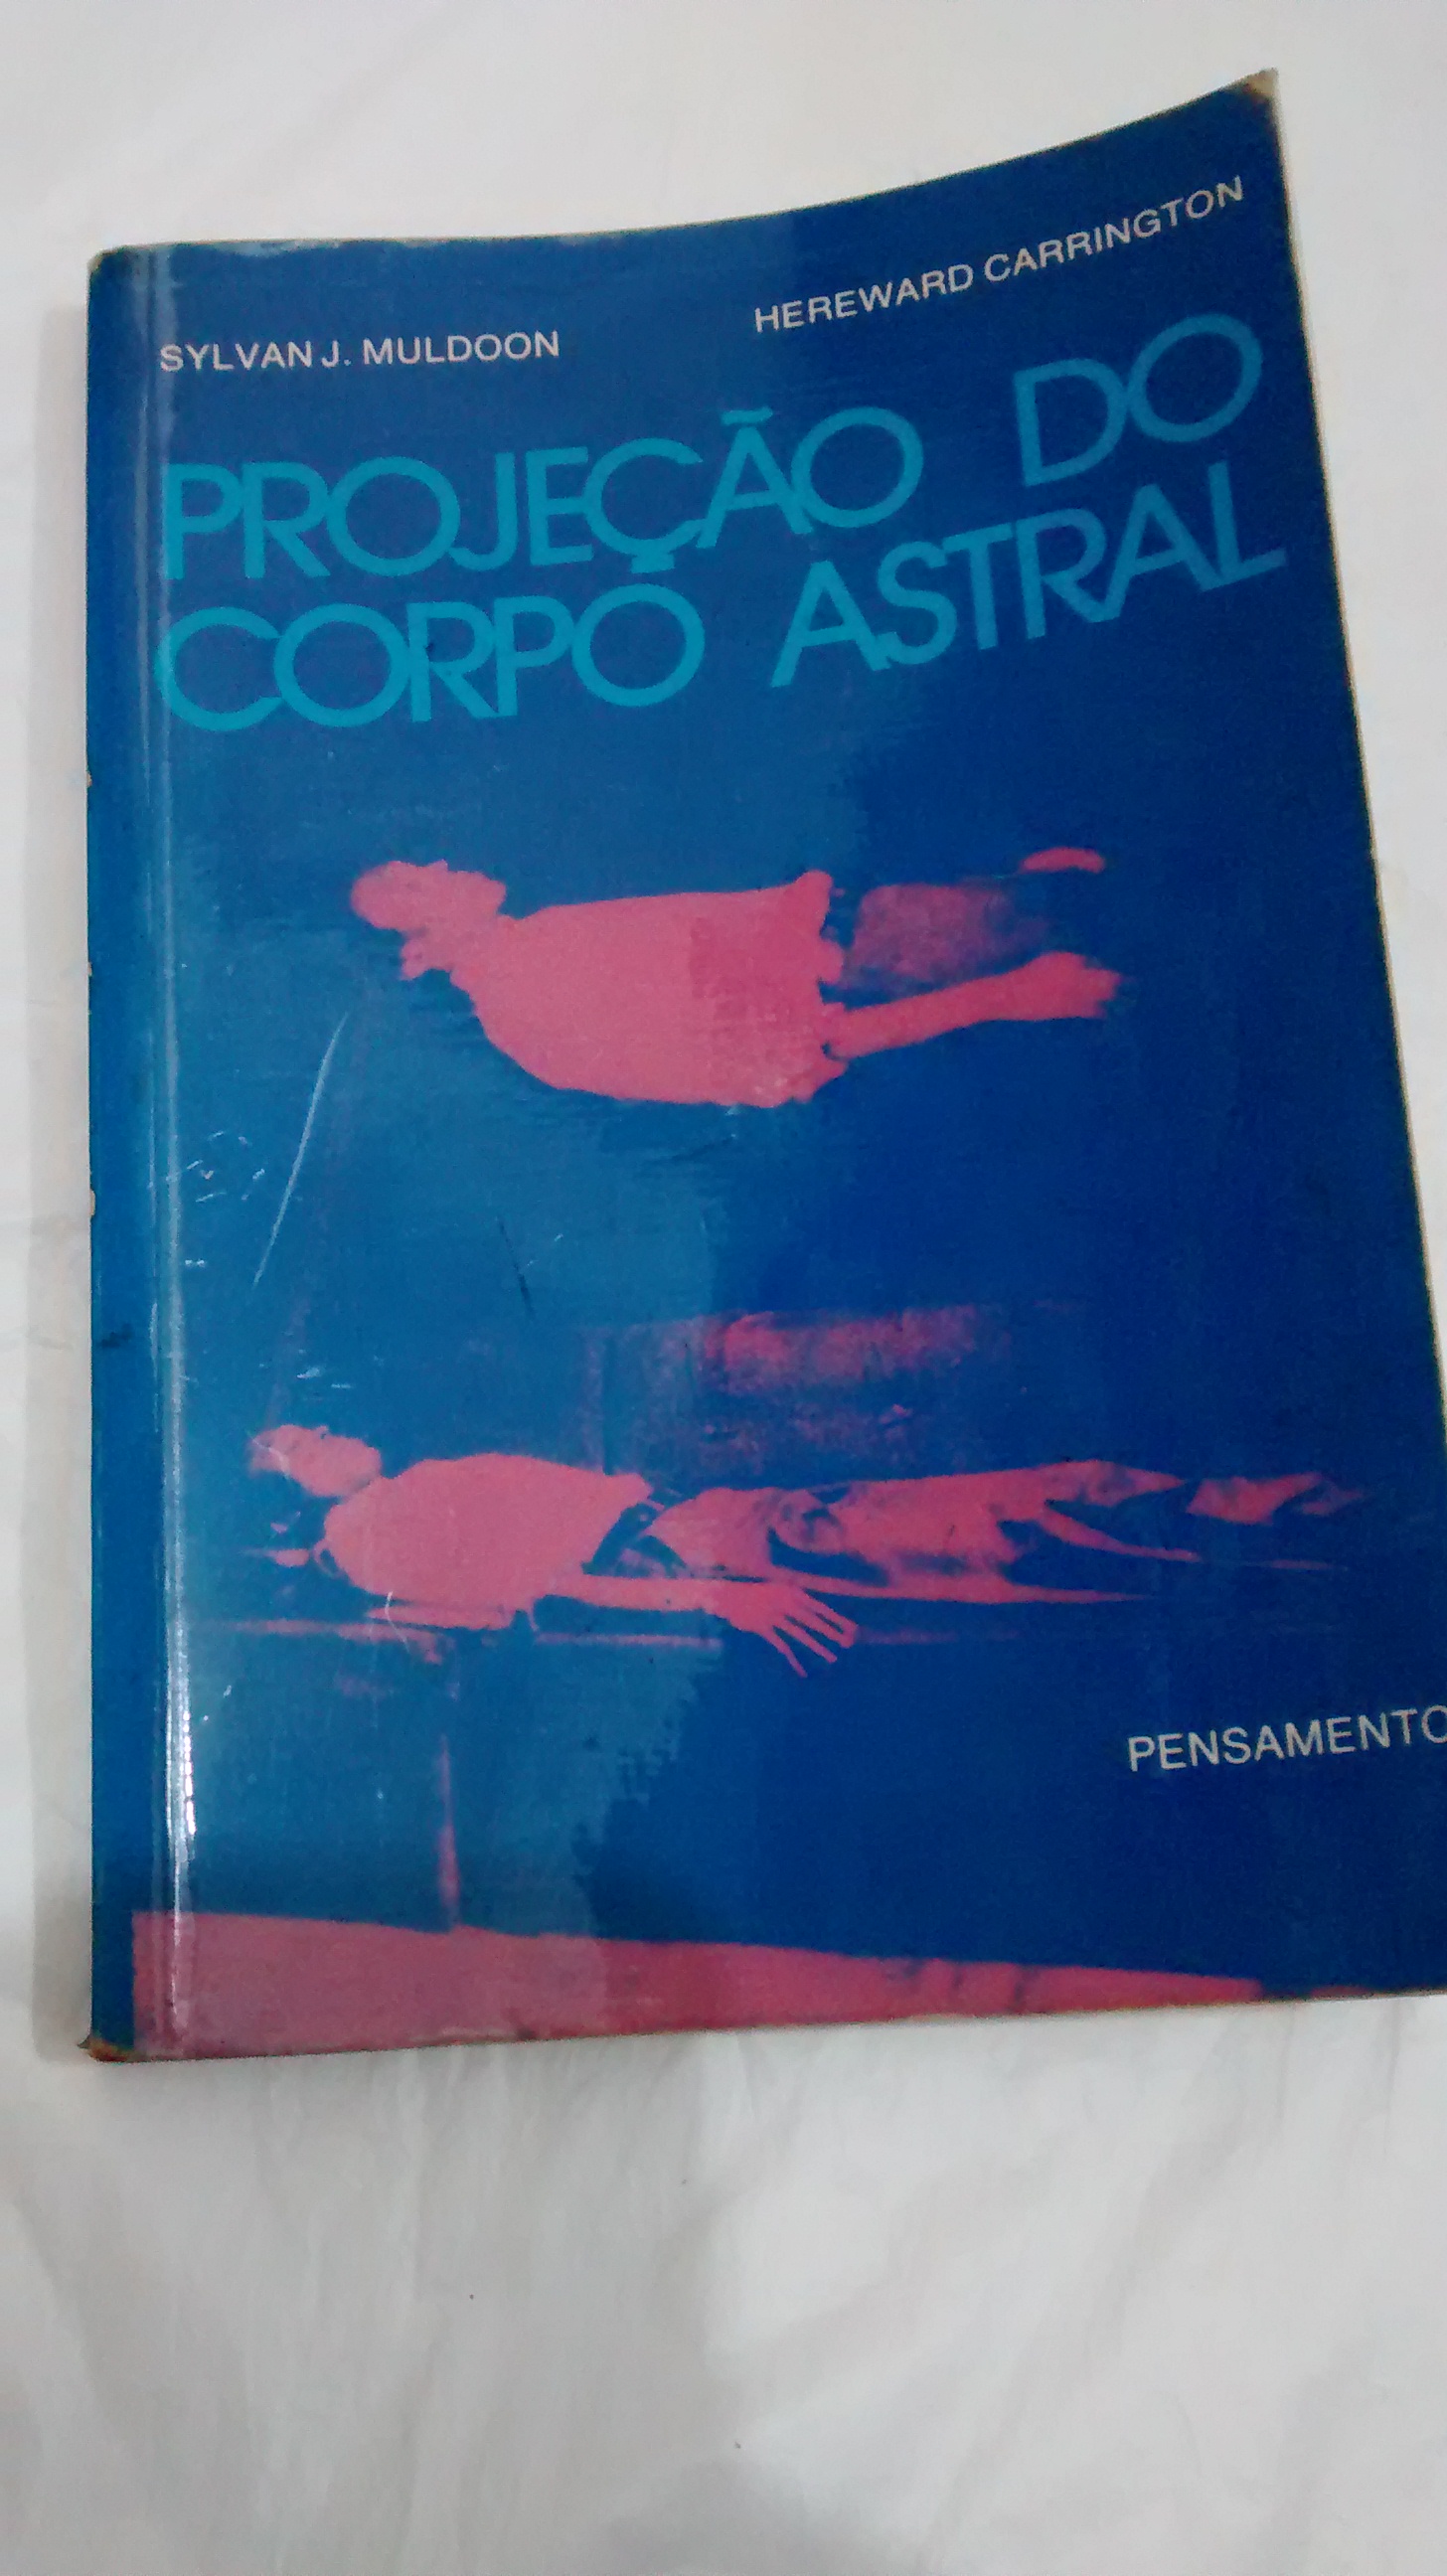 SYLVAN J. MULDOON
HEREWARD CARRINGTON
PROJEÇÃO DO
CORPO ASTRAL
PENSAMENTO